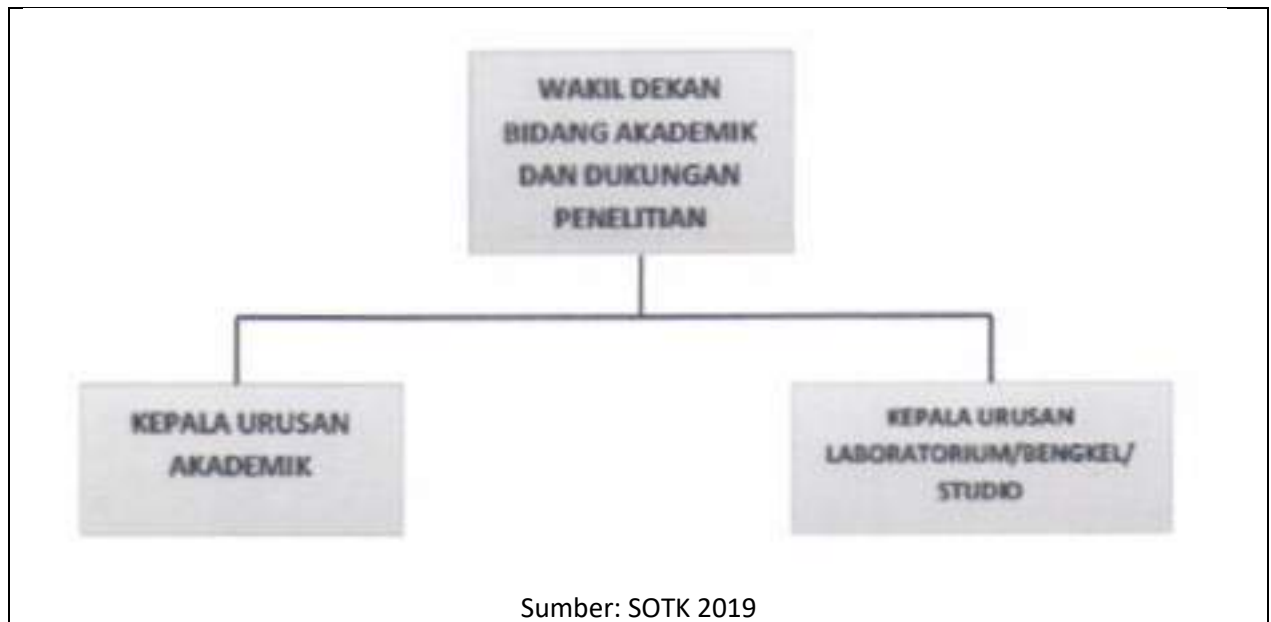 WAKIL DEKAN
BIDANG AKADEMIK
DAN DUKUNGAN
PENELITIAN
KEPALA URUSAN
AKADEMIK
KEPALA URUSAN
LABORATORIUM/BENGKEL/
STUDIO
Sumber: SOTK 2019